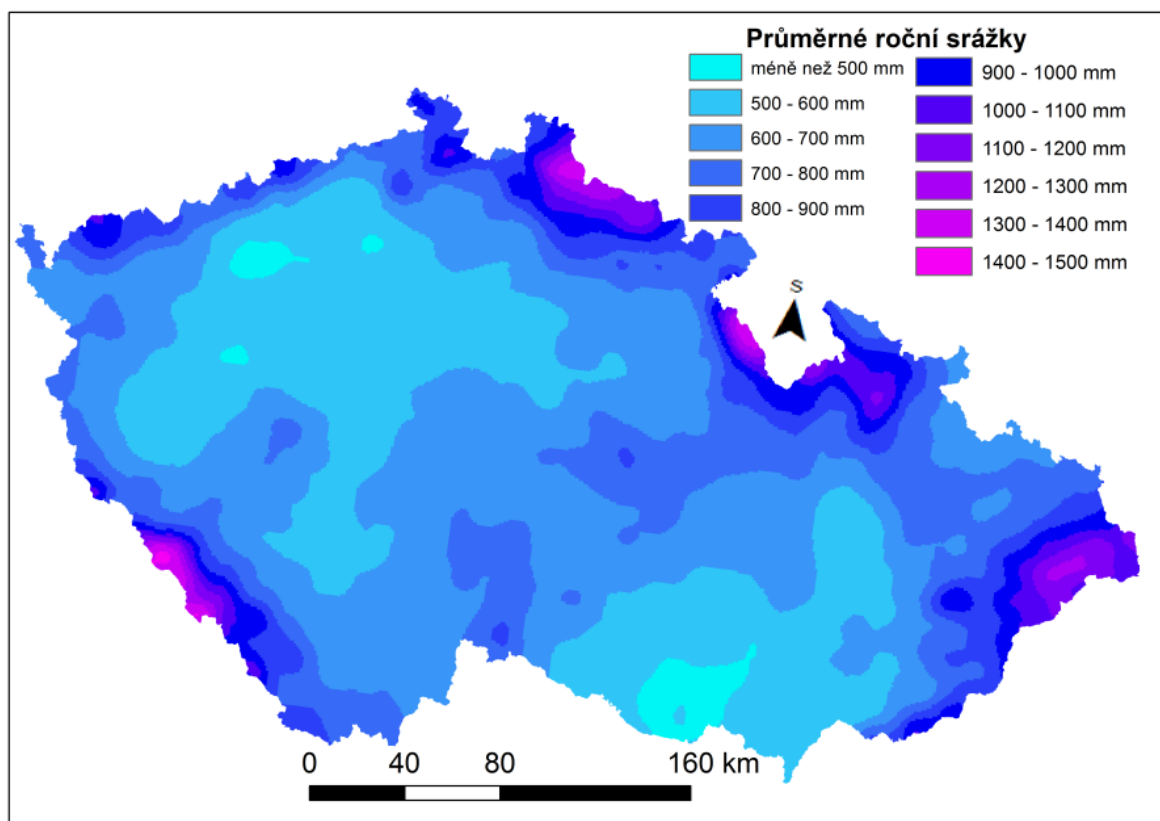 Průměrné roční srážky
méně než 500 mm
500 - 600 mm
600 - 700 mm
700 - 800 mm
800 - 900 mm
900 - 1000 mm
1000 - 1100 mm
1100 - 1200 mm
1200 - 1300 mm
1300 - 1400 mm
1400 - 1500 mm
S
0 40 80 160 km